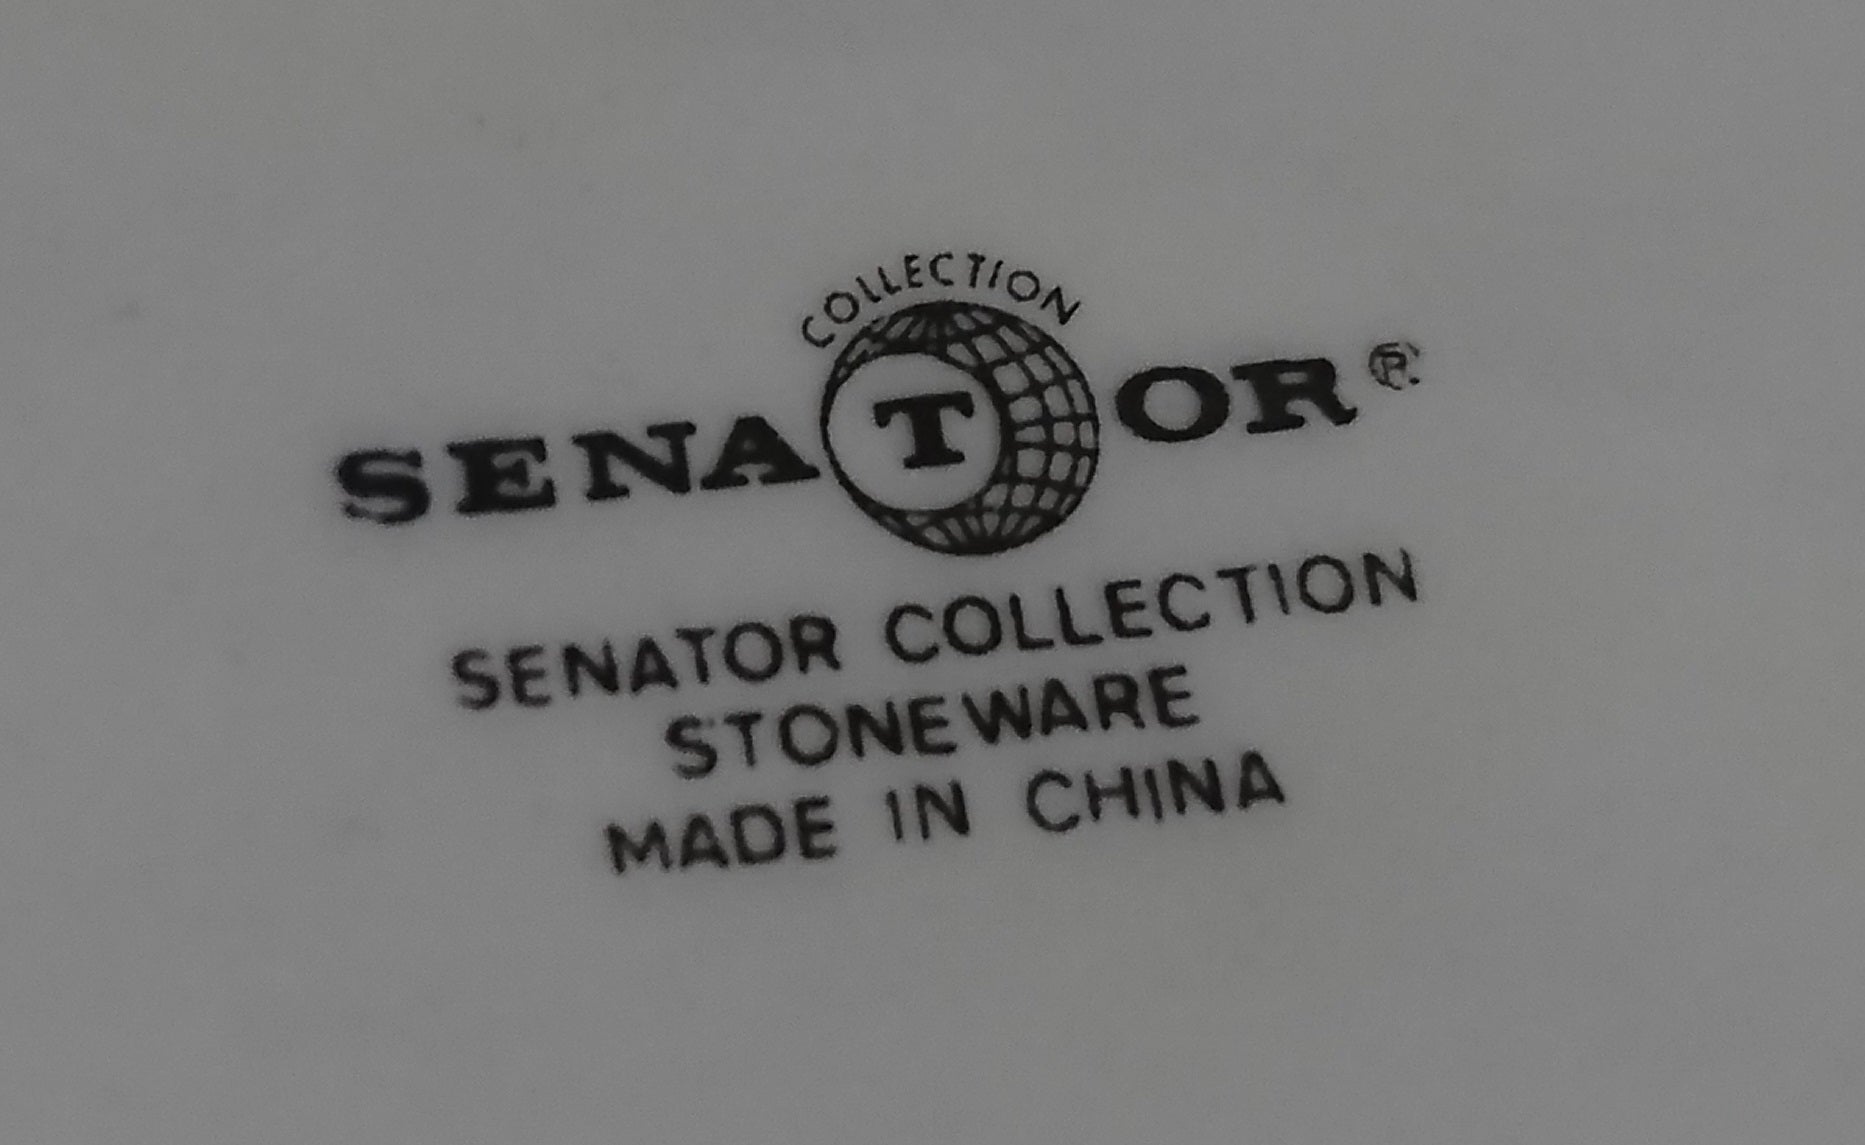 COLLECTION
SENATOR®
SENATOR COLLECTION
STONEWARE
MADE IN CHINA